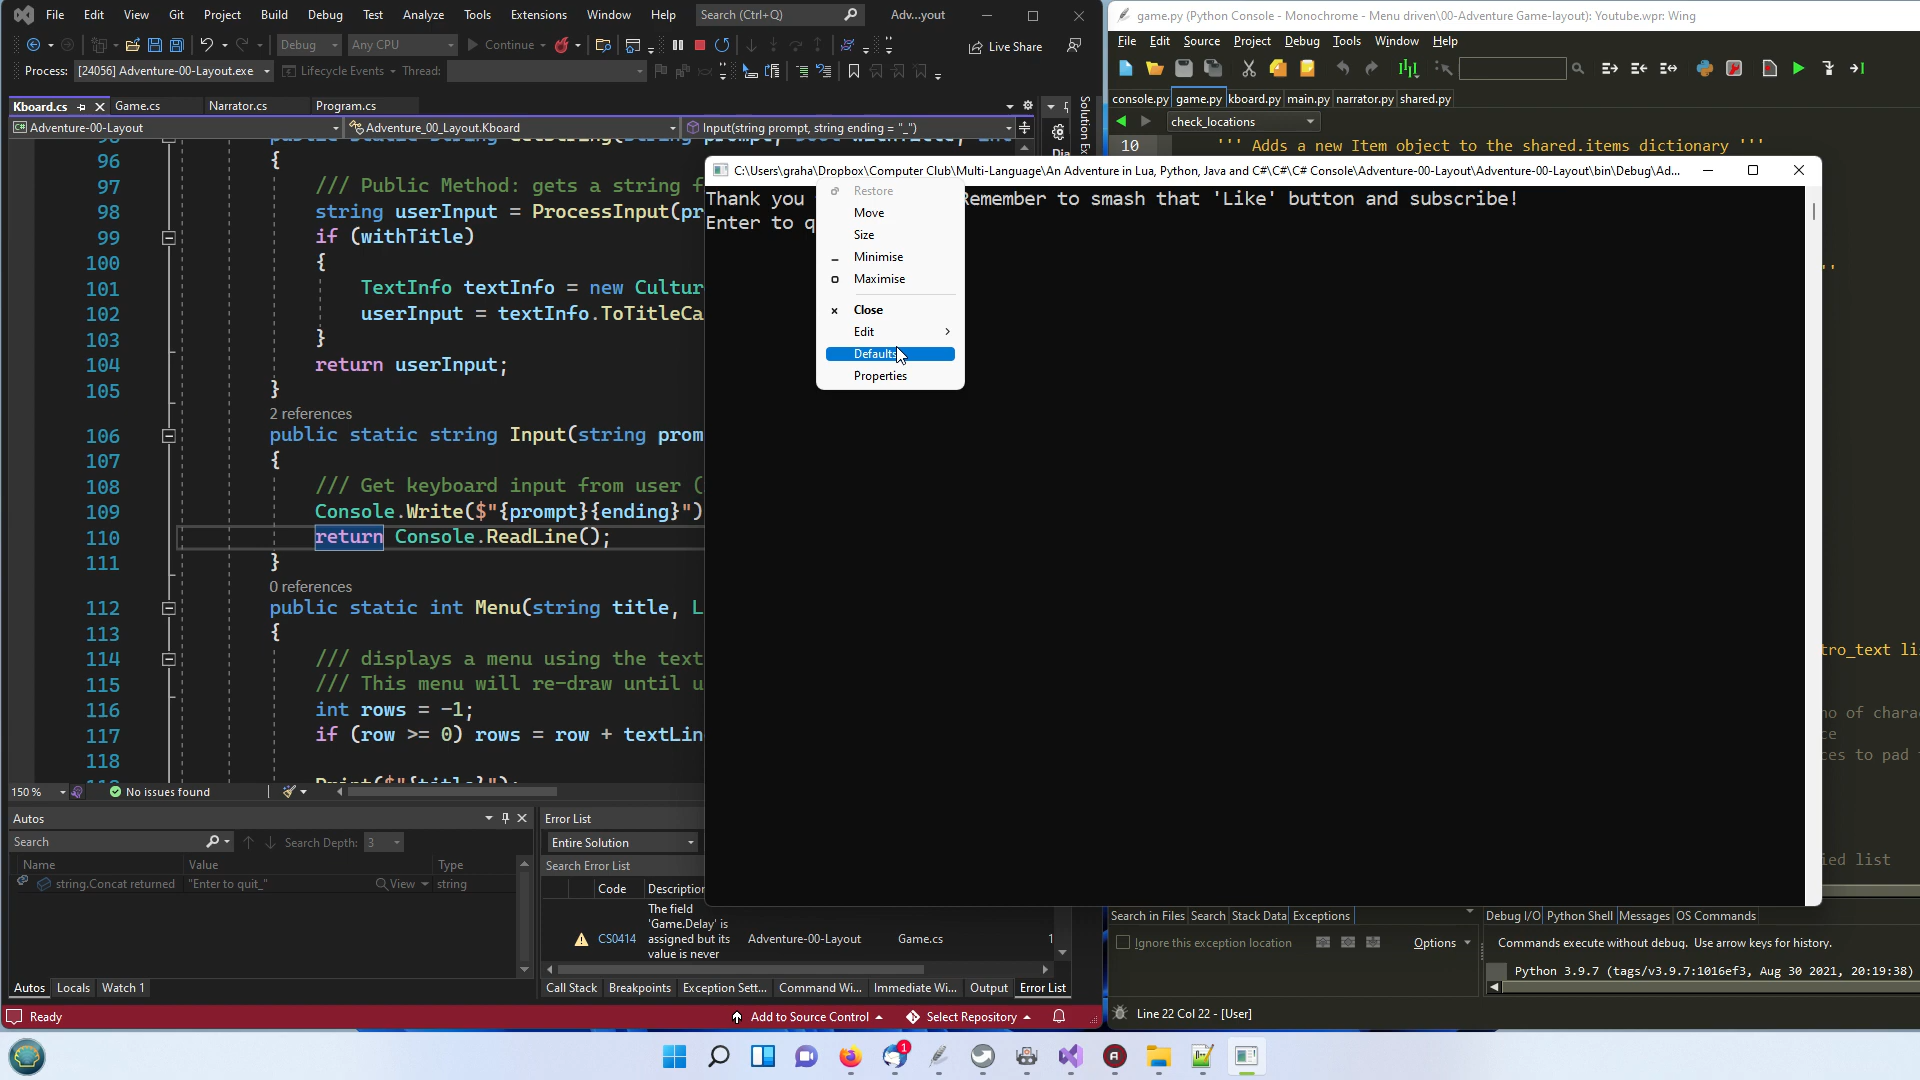 File Edit View Git Project Build Debug Test Analyze Tools Extensions Window Help Search (Ctrl+Q) Adv...yout
Debug Any CPU Continue Live Share
Process: [24056] Adventure-00-Layout.exe Lifecycle Events Thread:
Kboard.cs Game.cs Narrator.cs Program.cs
Adventure-00-Layout Adventure_00_Layout.Kboard Input(string prompt, string ending = "_")
Solution Ex
96 {
97 /// Public Method: gets a string f
98 string userInput = ProcessInput(pr
99 if (withTitle)
100 {
101 TextInfo textInfo = new Cultur
102 userInput = textInfo.ToTitleCa
103 }
104 return userInput;
105 }
2 references
106 public static string Input(string prom
107 {
108 /// Get keyboard input from user (
109 Console.Write($"{prompt}{ending}")
110 return Console.ReadLine();
111 }
0 references
112 public static int Menu(string title, L
113 {
114 /// displays a menu using the text
115 /// This menu will re-draw until u
116 int rows = -1;
117 if (row >= 0) rows = row + textLin
118
150 % No issues found
Autos
Search Search Depth: 3
Name Value Type
string.Concat returned "Enter to quit_" View string
Autos Locals Watch 1
Error List
Entire Solution
Search Error List
Code Description
CS0414 The field 'Game.Delay' is assigned but its value is never Adventure-00-Layout Game.cs 1
Call Stack Breakpoints Exception Sett... Command Wi... Immediate Wi... Output Error List
Ready Add to Source Control Select Repository
game.py (Python Console - Monochrome - Menu driven\00-Adventure Game-layout): Youtube.wpr: Wing
File Edit Source Project Debug Tools Window Help
console.py game.py kboard.py main.py narrator.py shared.py
check_locations
10 ''' Adds a new Item object to the shared.items dictionary '''
C:\Users\graha\Dropbox\Computer Club\Multi-Language\An Adventure in Lua, Python, Java and C#\C#\C# Console\Adventure-00-Layout\Adventure-00-Layout\bin\Debug\Ad...
Thank you Remember to smash that 'Like' button and subscribe!
Enter to q
Restore
Move
Size
Minimise
Maximise
Close
Edit
Defaults
Properties
''
tro_text li
no of chara
ce
ces to pad
ied list
Search in Files Search Stack Data Exceptions
Ignore this exception location Options
Debug I/O Python Shell Messages OS Commands
Commands execute without debug. Use arrow keys for history.
Python 3.9.7 (tags/v3.9.7:1016ef3, Aug 30 2021, 20:19:38)
Line 22 Col 22 - [User]
1